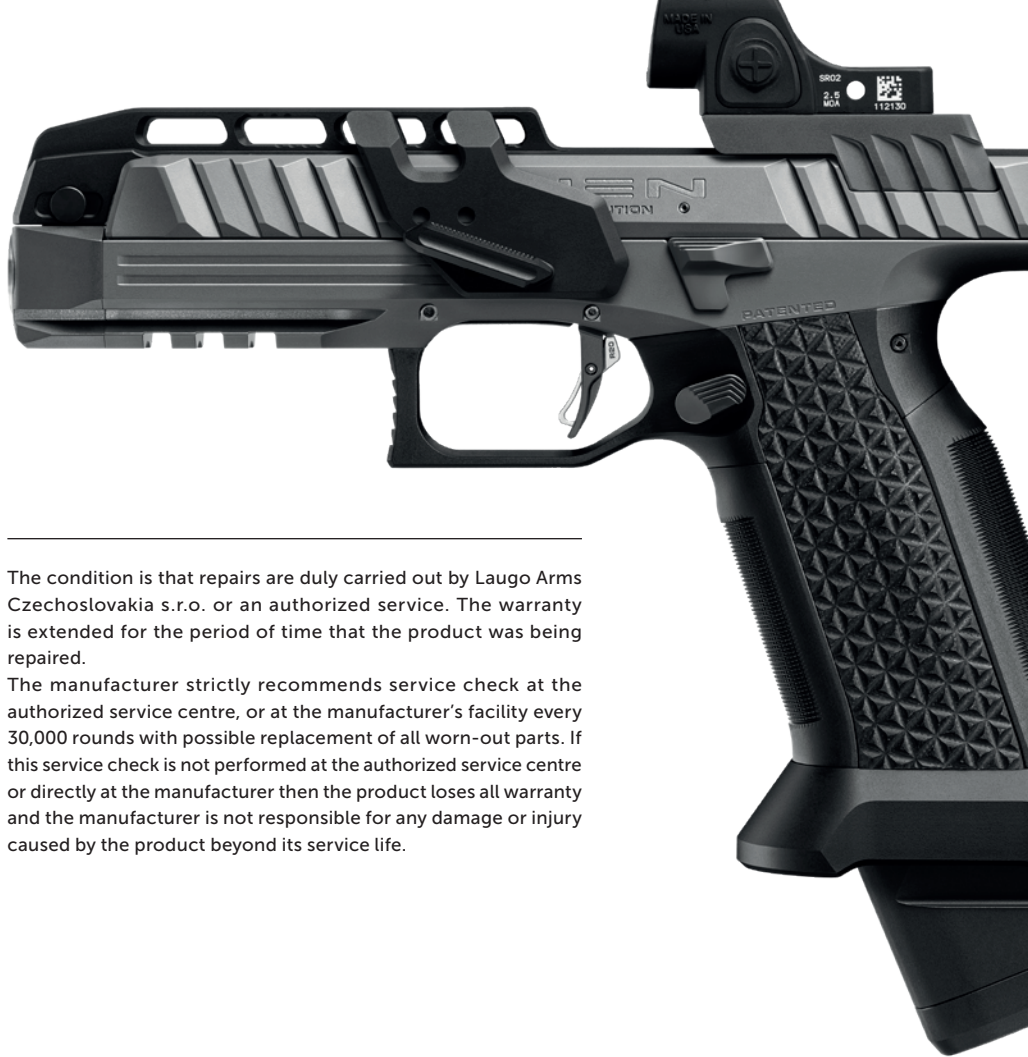 MADE IN
USA
SRO2
2.5
MOA
112130
PATENTED
The condition is that repairs are duly carried out by Laugo Arms
Czechoslovakia s.r.o. or an authorized service. The warranty
is extended for the period of time that the product was being
repaired.
The manufacturer strictly recommends service check at the
authorized service centre, or at the manufacturer’s facility every
30,000 rounds with possible replacement of all worn-out parts. If
this service check is not performed at the authorized service centre
or directly at the manufacturer then the product loses all warranty
and the manufacturer is not responsible for any damage or injury
caused by the product beyond its service life.